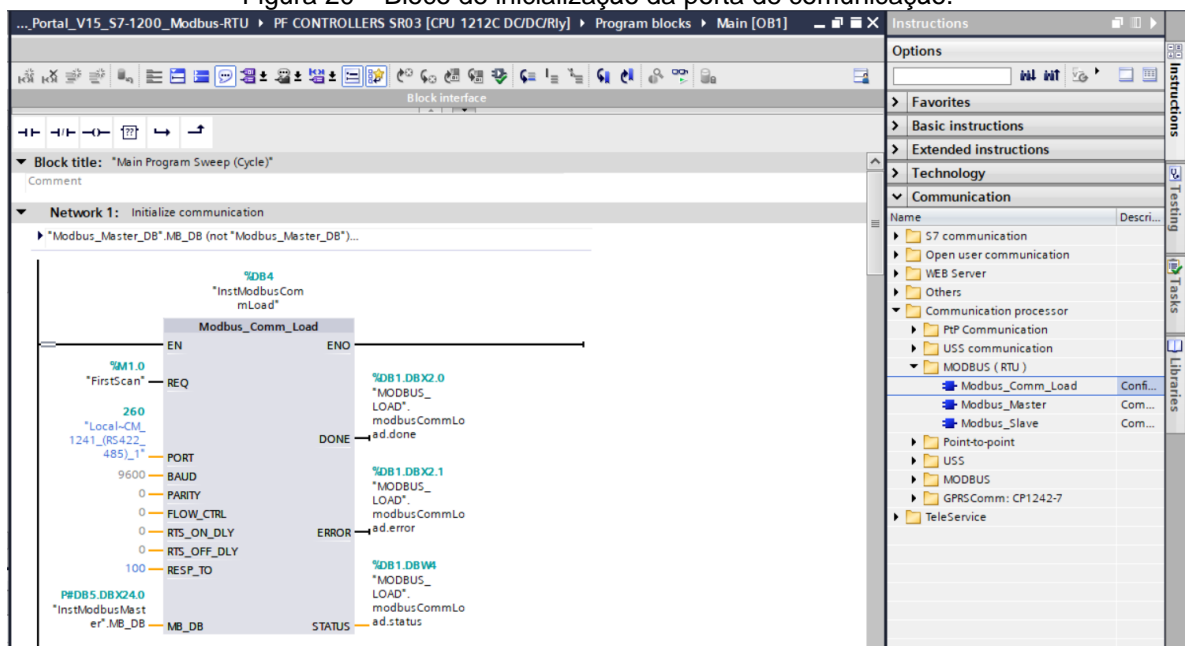 Figura 20 – Bloco de inicialização da porta de comunicação.
..._Portal_V15_S7-1200_Modbus-RTU ▸ PF CONTROLLERS SR03 [CPU 1212C DC/DC/Rly] ▸ Program blocks ▸ Main [OB1]
Block interface
Block title: "Main Program Sweep (Cycle)"
Comment
Network 1: Initialize communication
"Modbus_Master_DB".MB_DB (not "Modbus_Master_DB")...
%DB4
"InstModbusCom
mLoad"
Modbus_Comm_Load
EN ENO
%M1.0
"FirstScan" REQ
260
"Local~CM_
1241_(RS422_
485)_1" PORT
9600 BAUD
0 PARITY
0 FLOW_CTRL
0 RTS_ON_DLY
0 RTS_OFF_DLY
100 RESP_TO
P#DB5.DBX24.0
"InstModbusMast
er".MB_DB MB_DB
%DB1.DBX2.0
"MODBUS_
LOAD".
modbusCommLo
DONE ad.done
%DB1.DBX2.1
"MODBUS_
LOAD".
modbusCommLo
ERROR ad.error
%DB1.DBW4
"MODBUS_
LOAD".
modbusCommLo
STATUS ad.status
Instructions
Options
Favorites
Basic instructions
Extended instructions
Technology
Communication
Name Descri...
S7 communication
Open user communication
WEB Server
Others
Communication processor
PtP Communication
USS communication
MODBUS (RTU)
Modbus_Comm_Load Confi...
Modbus_Master Com...
Modbus_Slave Com...
Point-to-point
USS
MODBUS
GPRSComm: CP1242-7
TeleService
Instructions
Testing
Tasks
Libraries